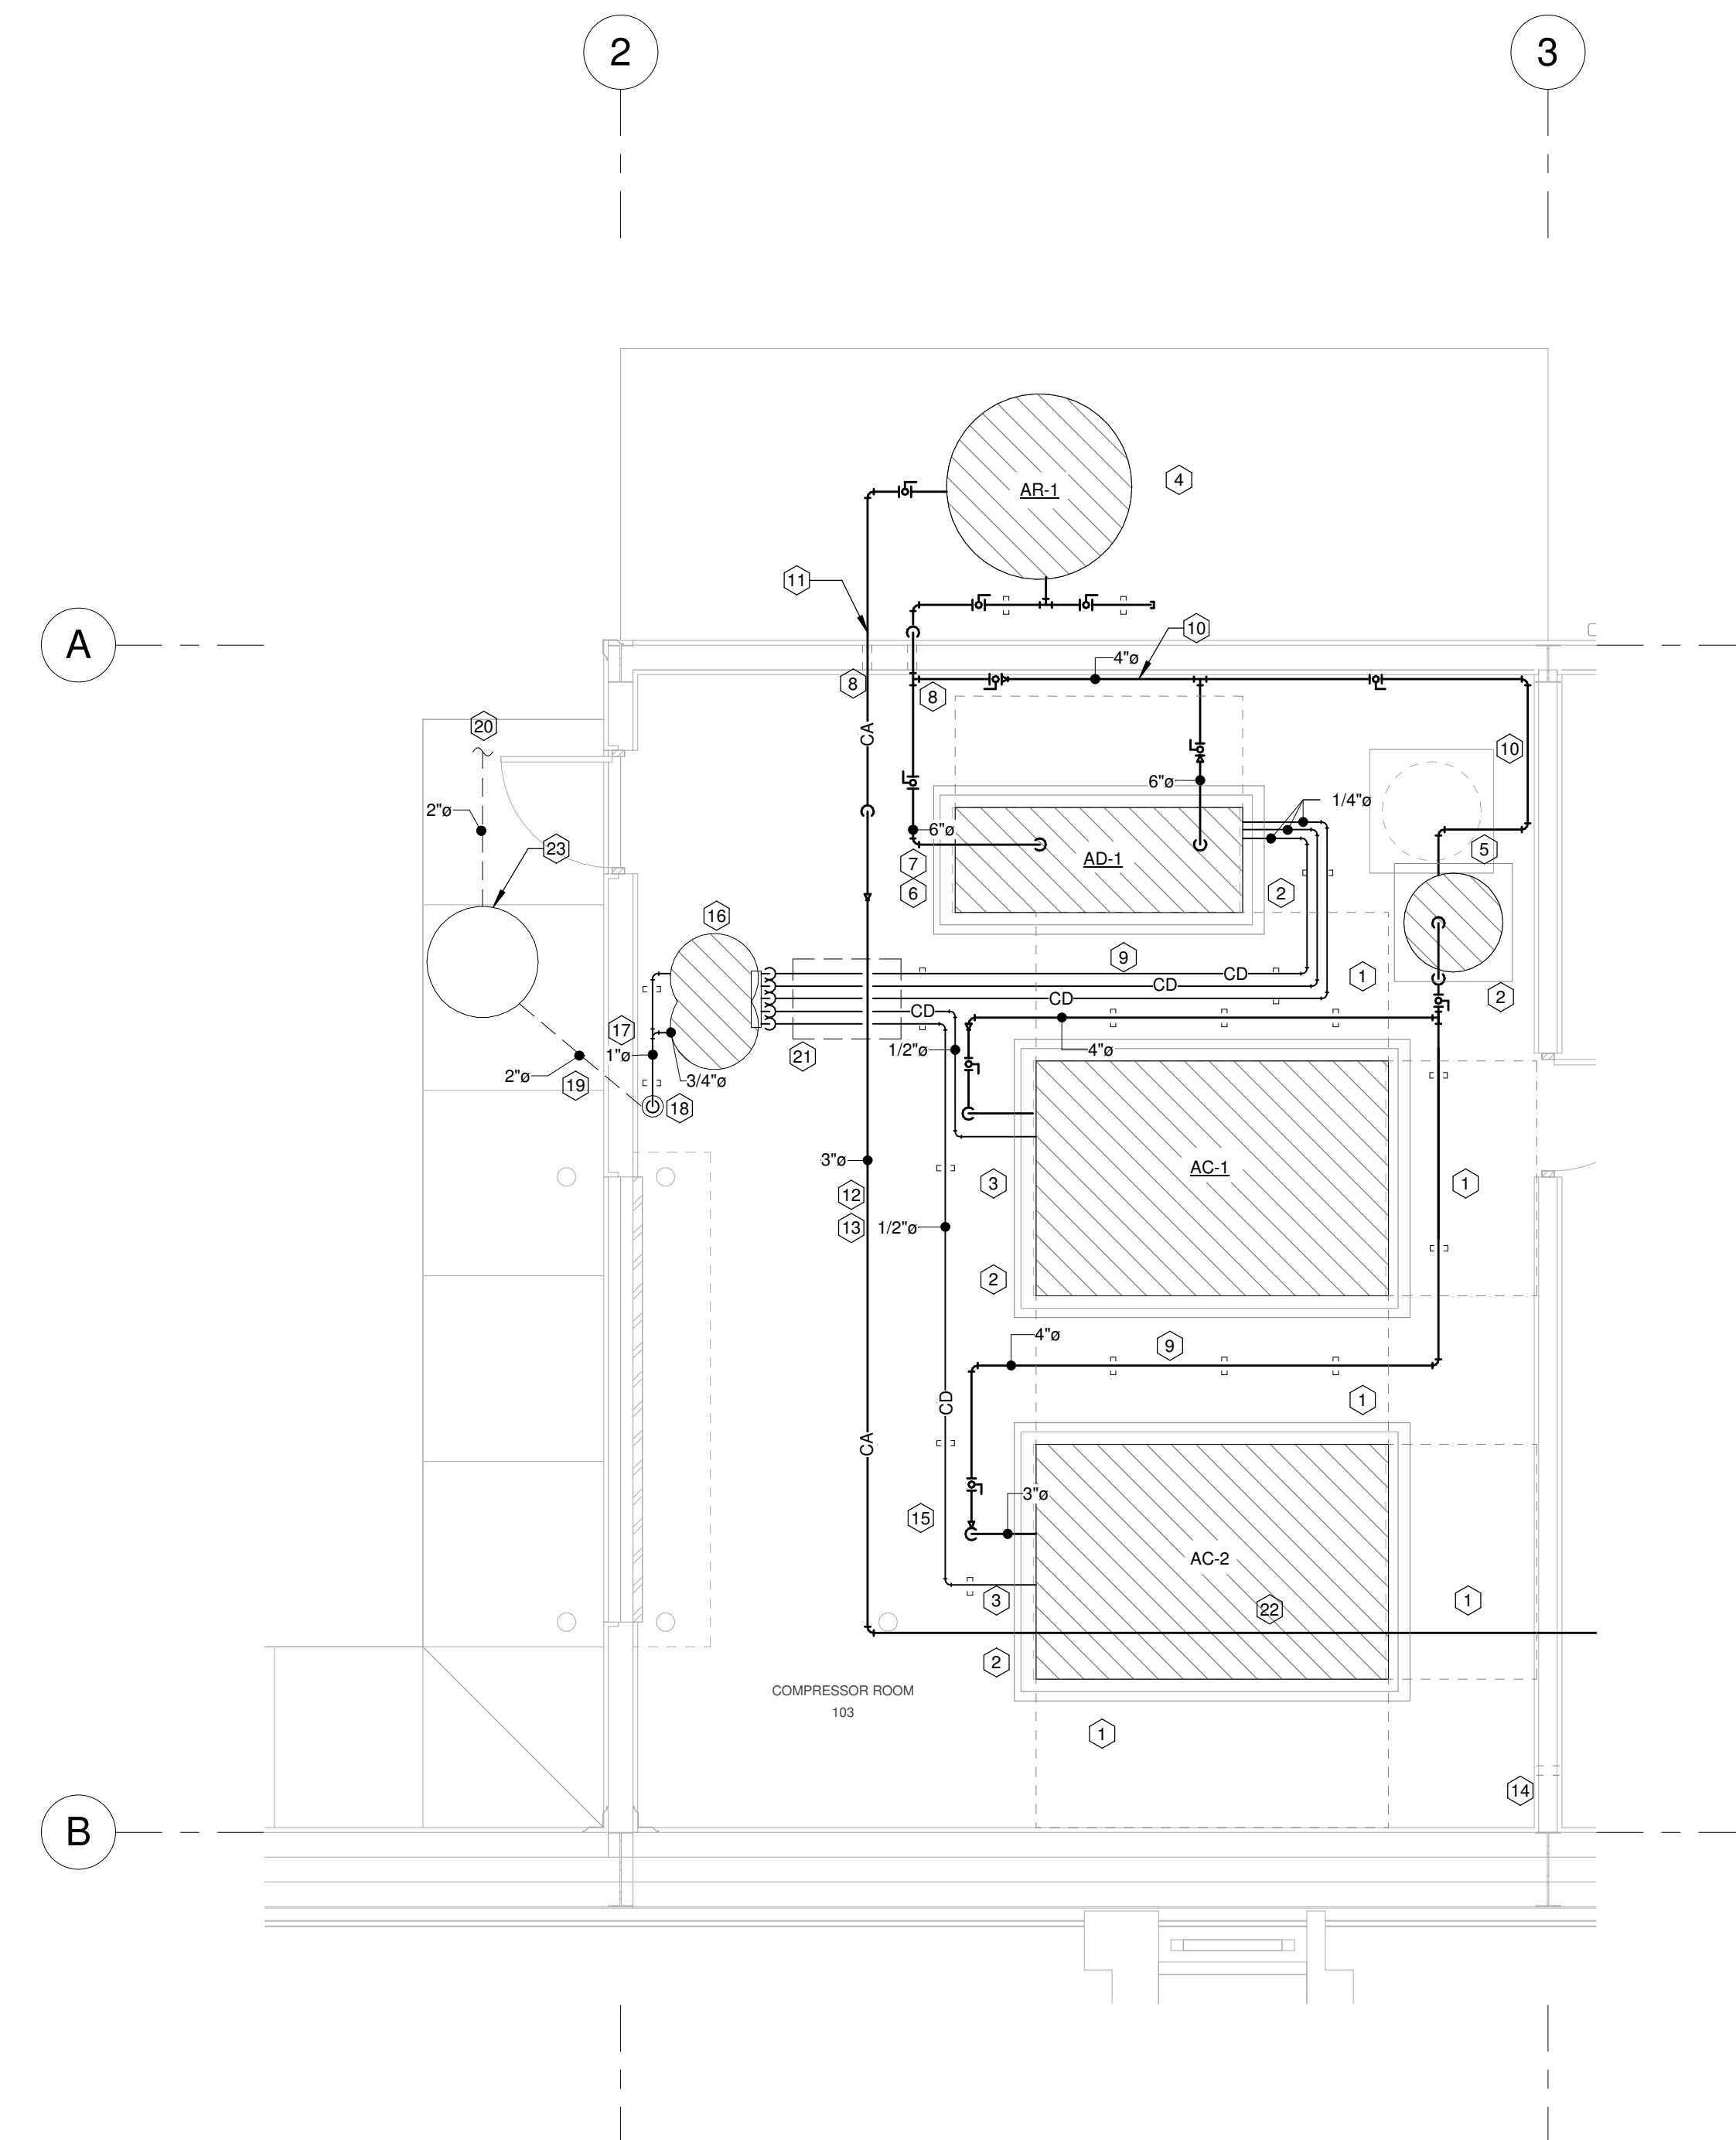 2
3
AR-1
4
11
10
A
4"ø
8
8
20
CA
10
6"ø
2"ø
1/4"ø
6"ø
23
5
7
AD-1
6
2
16
9
CD
1
CD
CD
2
CD
17
1"ø
1/2"ø
4"ø
21
2"ø
19
3/4"ø
18
3"ø
AC-1
3
1
12
13
1/2"ø
2
4"ø
9
CD
1
CA
3"ø
15
AC-2
3
22
1
2
COMPRESSOR ROOM
103
1
14
B